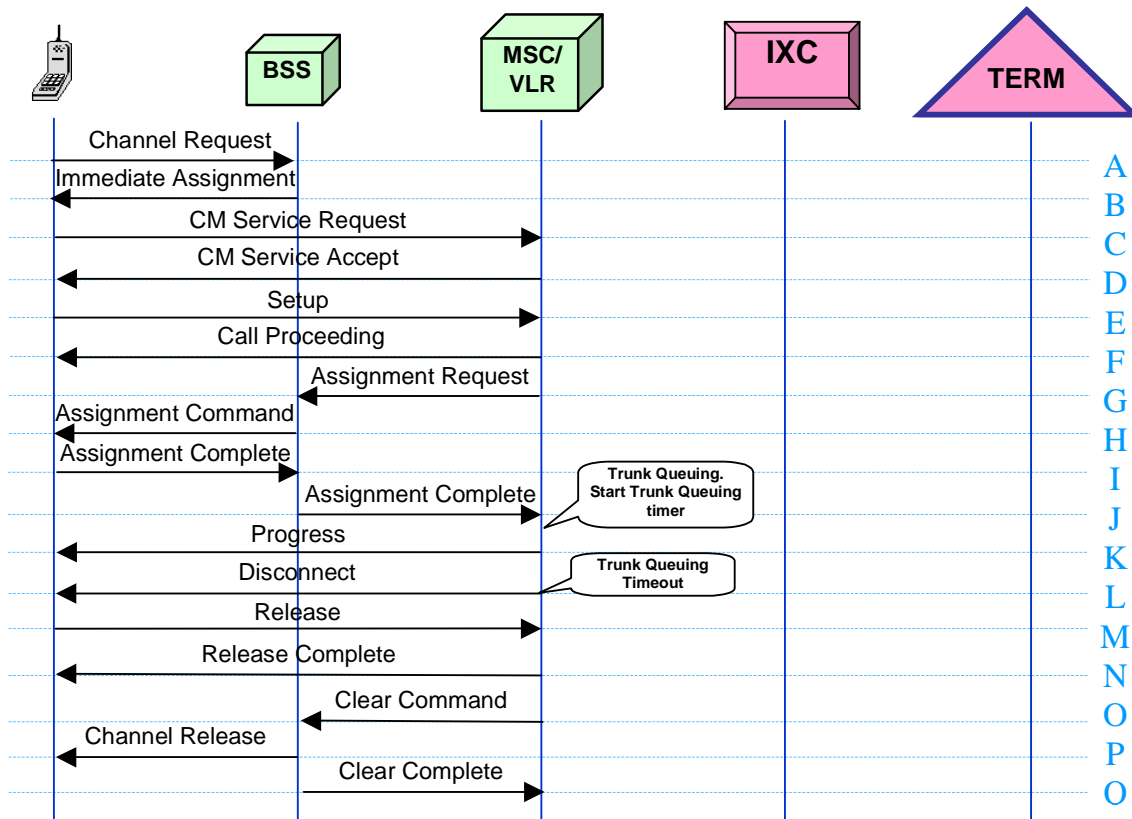 BSS
MSC/
VLR
IXC
TERM
Channel Request
A
Immediate Assignment
B
CM Service Request
C
CM Service Accept
D
Setup
E
Call Proceeding
F
Assignment Request
G
Assignment Command
H
Assignment Complete
I
Trunk Queuing.
Start Trunk Queuing
timer
Assignment Complete
J
Progress
K
Trunk Queuing
Timeout
Disconnect
L
Release
M
Release Complete
N
Clear Command
O
Channel Release
P
Clear Complete
O